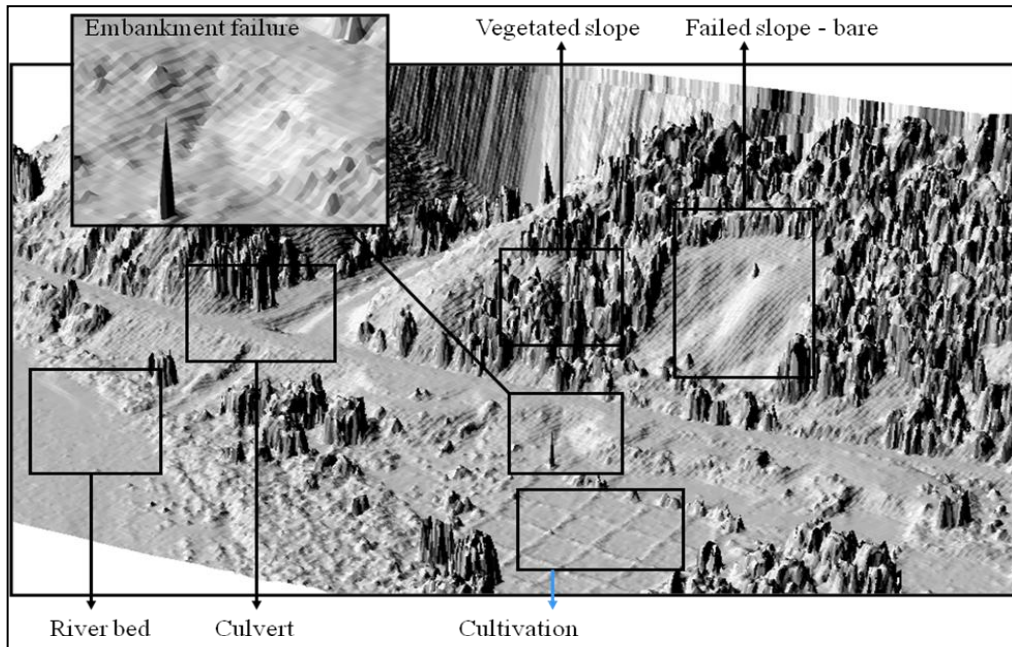 Embankment failure
Vegetated slope
Failed slope - bare
River bed
Culvert
Cultivation